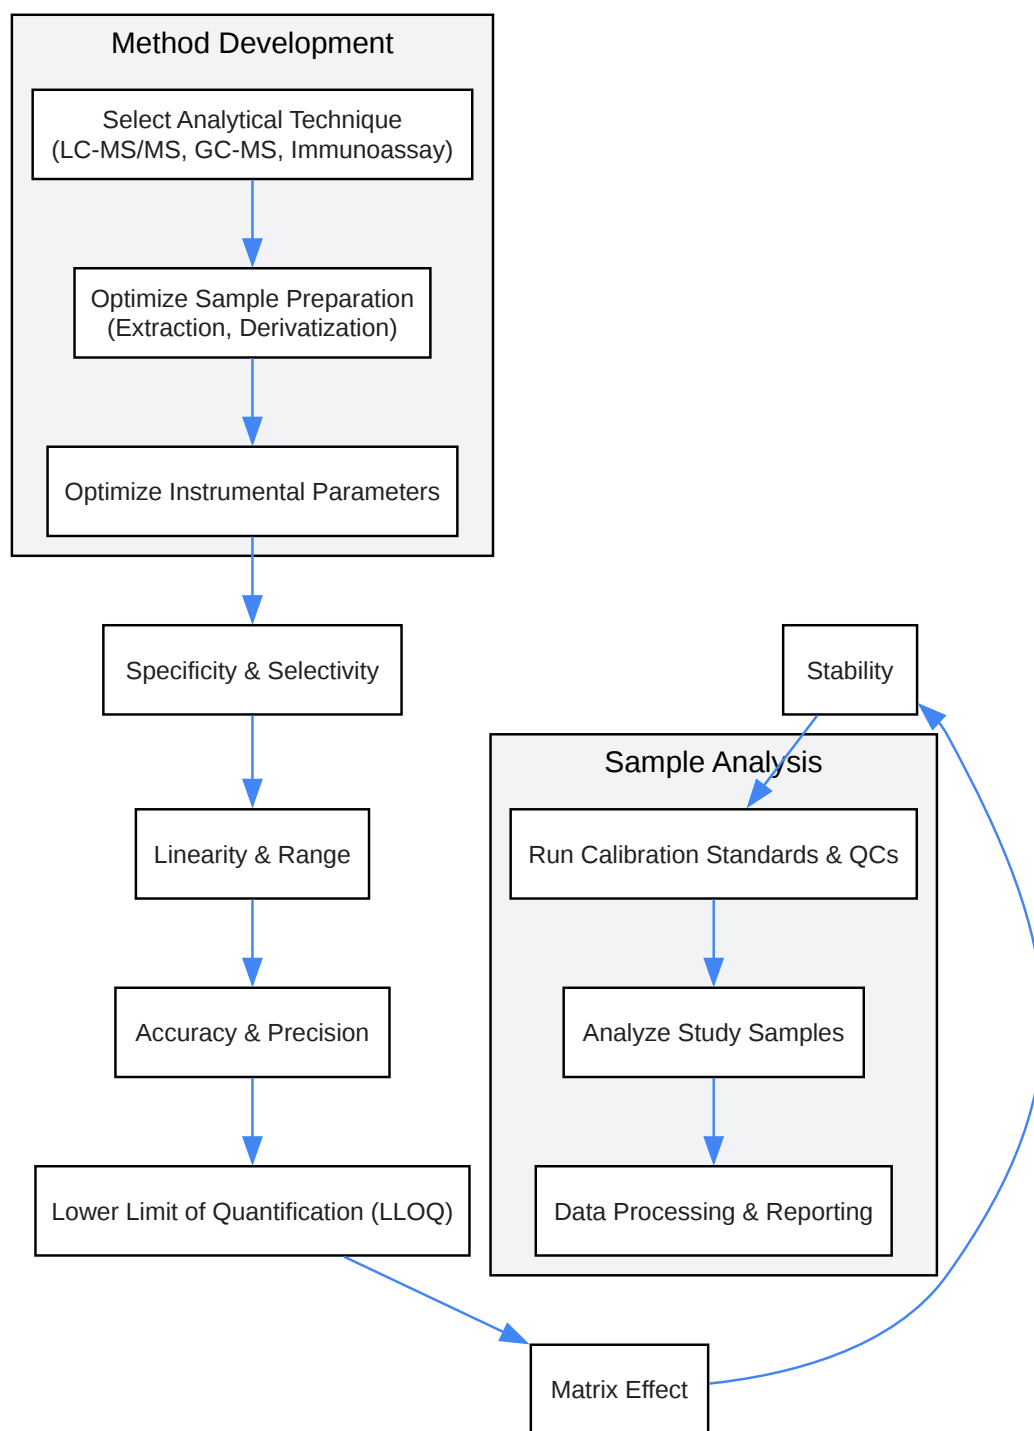 Method Development
Select Analytical Technique
(LC-MS/MS, GC-MS, Immunoassay)
Optimize Sample Preparation
(Extraction, Derivatization)
Optimize Instrumental Parameters
Specificity & Selectivity
Linearity & Range
Accuracy & Precision
Lower Limit of Quantification (LLOQ)
Matrix Effect
Stability
Sample Analysis
Run Calibration Standards & QCs
Analyze Study Samples
Data Processing & Reporting